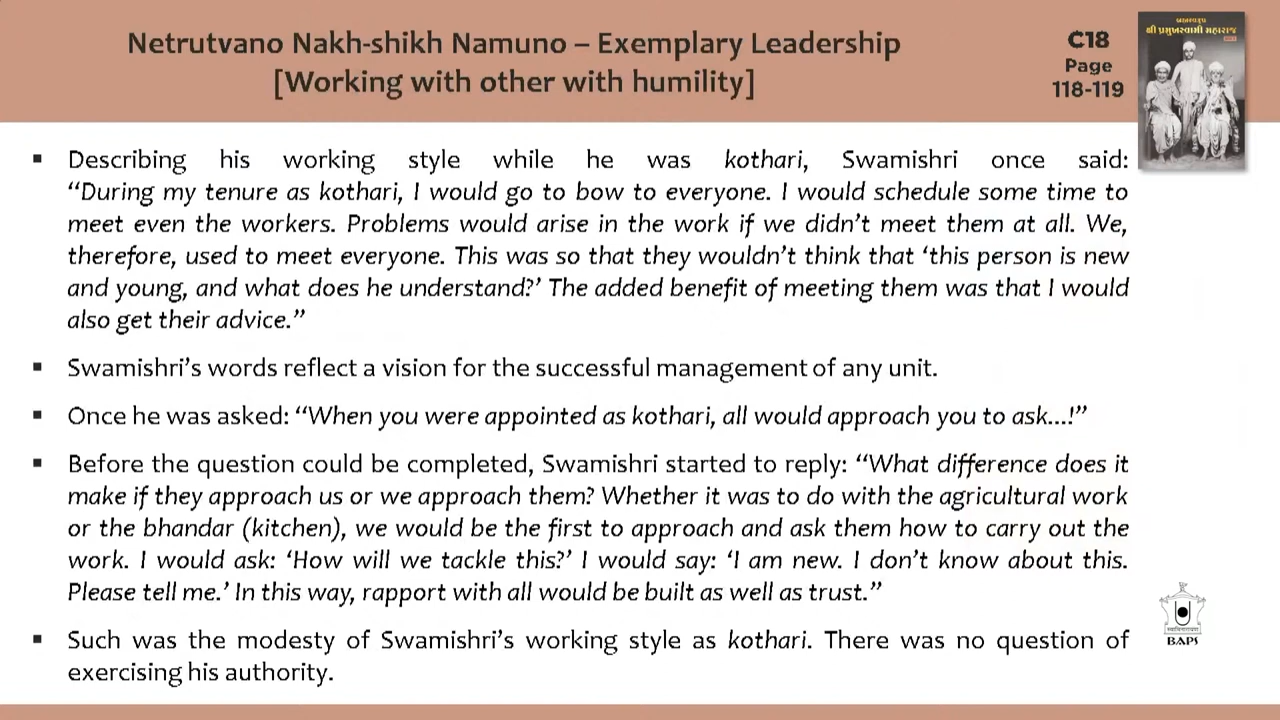 Netrutvano Nakh-shikh Namuno – Exemplary Leadership
[Working with other with humility]
C18
Page
118-119
બ્રહ્મસ્વરૂપ
શ્રી પ્રમુખસ્વામી મહારાજ
▪ Describing his working style while he was kothari, Swamishri once said:
“During my tenure as kothari, I would go to bow to everyone. I would schedule some time to
meet even the workers. Problems would arise in the work if we didn’t meet them at all. We,
therefore, used to meet everyone. This was so that they wouldn’t think that ‘this person is new
and young, and what does he understand?’ The added benefit of meeting them was that I would
also get their advice.”
▪ Swamishri’s words reflect a vision for the successful management of any unit.
▪ Once he was asked: “When you were appointed as kothari, all would approach you to ask...!”
▪ Before the question could be completed, Swamishri started to reply: “What difference does it
make if they approach us or we approach them? Whether it was to do with the agricultural work
or the bhandar (kitchen), we would be the first to approach and ask them how to carry out the
work. I would ask: ‘How will we tackle this?’ I would say: ‘I am new. I don’t know about this.
Please tell me.’ In this way, rapport with all would be built as well as trust.”
▪ Such was the modesty of Swamishri’s working style as kothari. There was no question of
exercising his authority.
BAPS